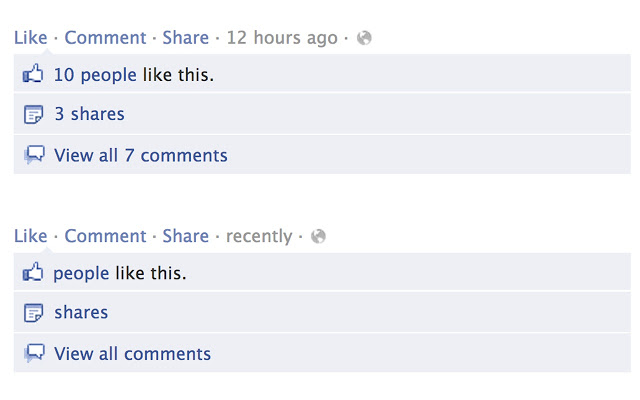 Like · Comment · Share · 12 hours ago ·
10 people like this.
3 shares
View all 7 comments
Like · Comment · Share · recently ·
people like this.
shares
View all comments